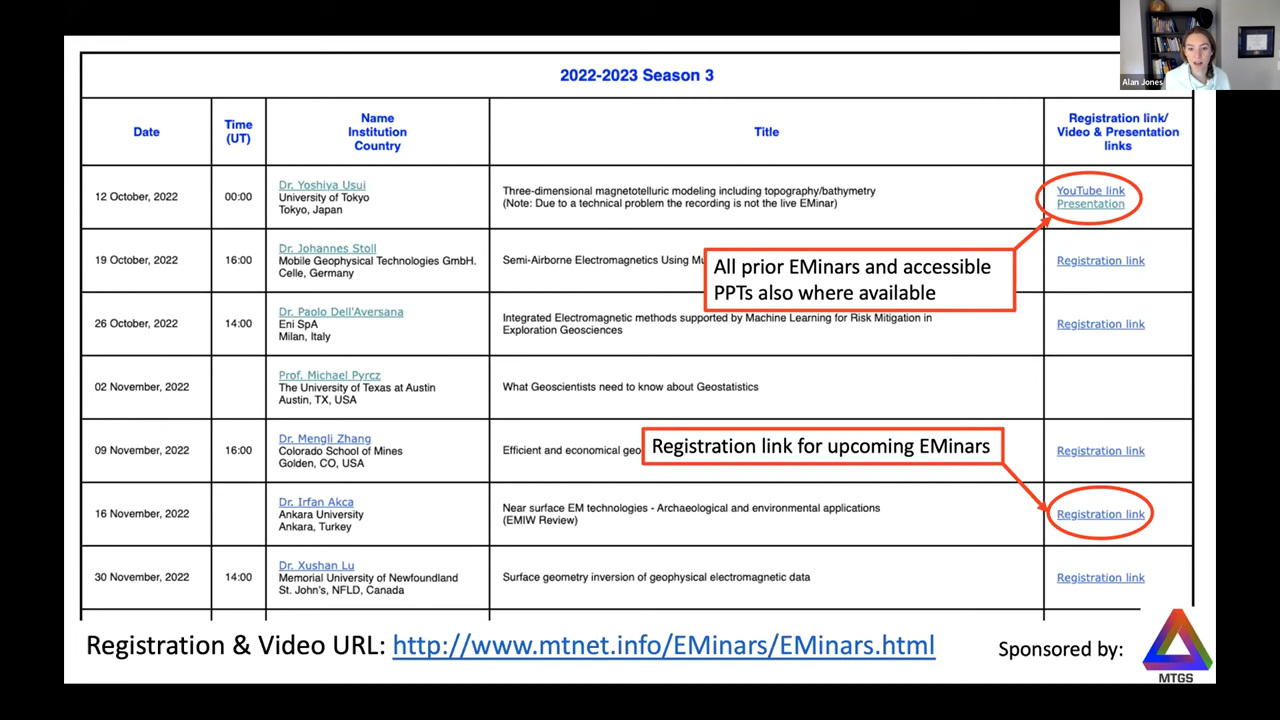 Alan Jones
2022-2023 Season 3
Date
Time
(UT)
Name
Institution
Country
Title
Registration link/
Video & Presentation
links
12 October, 2022
00:00
Dr. Yoshiya Usui
University of Tokyo
Tokyo, Japan
Three-dimensional magnetotelluric modeling including topography/bathymetry
(Note: Due to a technical problem the recording is not the live EMinar)
YouTube link
Presentation
19 October, 2022
16:00
Dr. Johannes Stoll
Mobile Geophysical Technologies GmbH.
Celle, Germany
Semi-Airborne Electromagnetics Using
Registration link
All prior EMinars and accessible
PPTs also where available
26 October, 2022
14:00
Dr. Paolo Dell'Aversana
Eni SpA
Milan, Italy
Integrated Electromagnetic methods supported by Machine Learning for Risk Mitigation in
Exploration Geosciences
Registration link
02 November, 2022
Prof. Michael Pyrcz
The University of Texas at Austin
Austin, TX, USA
What Geoscientists need to know about Geostatistics
09 November, 2022
16:00
Dr. Mengli Zhang
Colorado School of Mines
Golden, CO, USA
Efficient and economical
Registration link
Registration link for upcoming EMinars
16 November, 2022
Dr. Irfan Akca
Ankara University
Ankara, Turkey
Near surface EM technologies - Archaeological and environmental applications
(EMIW Review)
Registration link
30 November, 2022
14:00
Dr. Xushan Lu
Memorial University of Newfoundland
St. John's, NFLD, Canada
Surface geometry inversion of geophysical electromagnetic data
Registration link
Registration & Video URL: http://www.mtnet.info/EMinars/EMinars.html
Sponsored by:
MTGS